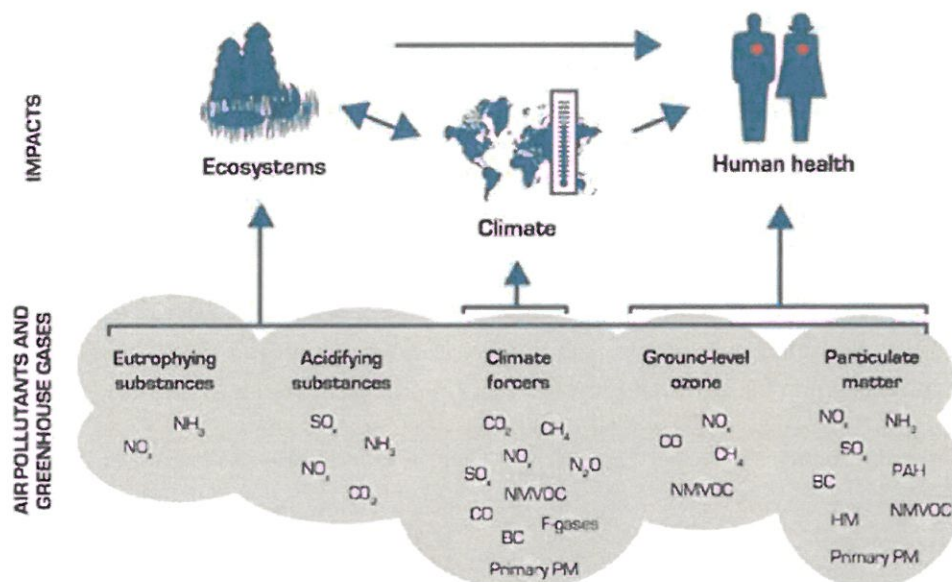 IMPACTS
Ecosystems
Climate
Human health
AIR POLLUTANTS AND
GREENHOUSE GASES
Eutrophying
substances
NH₃
NOₓ
Acidifying
substances
SOₓ
NH₃
NOₓ
CO₂
Climate
forcers
CO₂ CH₄
NOₓ
SOₓ N₂O
NMVOC
CO F-gases
BC
Primary PM
Ground-level
ozone
NOₓ
CO
CH₄
NMVOC
Particulate
matter
NOₓ NH₃
SOₓ
BC PAH
HM NMVOC
Primary PM